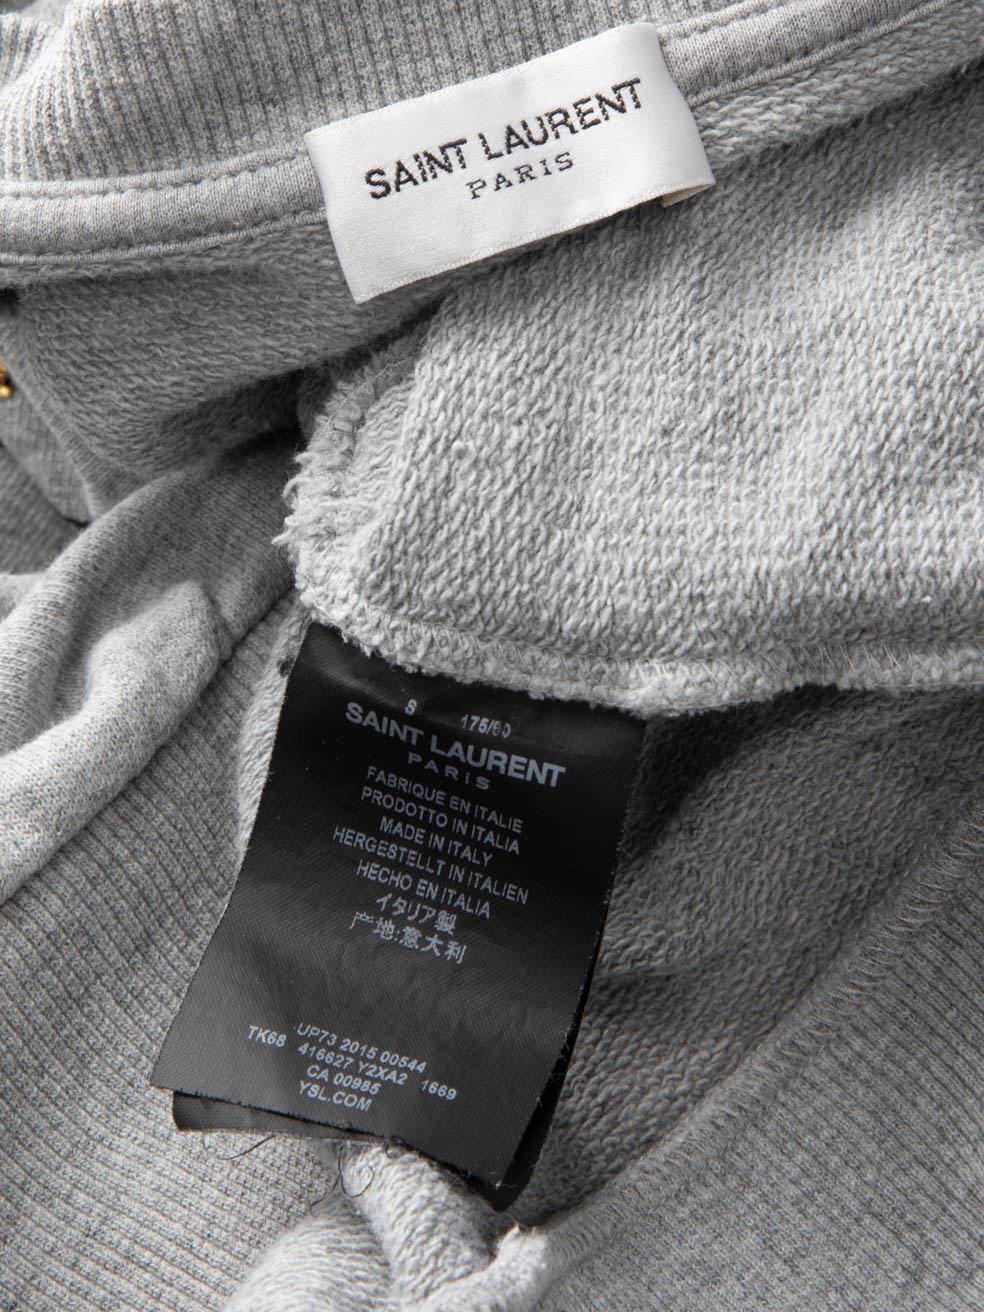 SAINT LAURENT
PARIS
S 175/60
SAINT LAURENT
PARIS
FABRIQUE EN ITALIE
PRODOTTO IN ITALIA
MADE IN ITALY
HERGESTELLT IN ITALIEN
HECHO EN ITALIA
イタリア製
产地:意大利
UP73 2015 00544
TK68 416627 Y2XA2 1669
CA 00985
YSL.COM